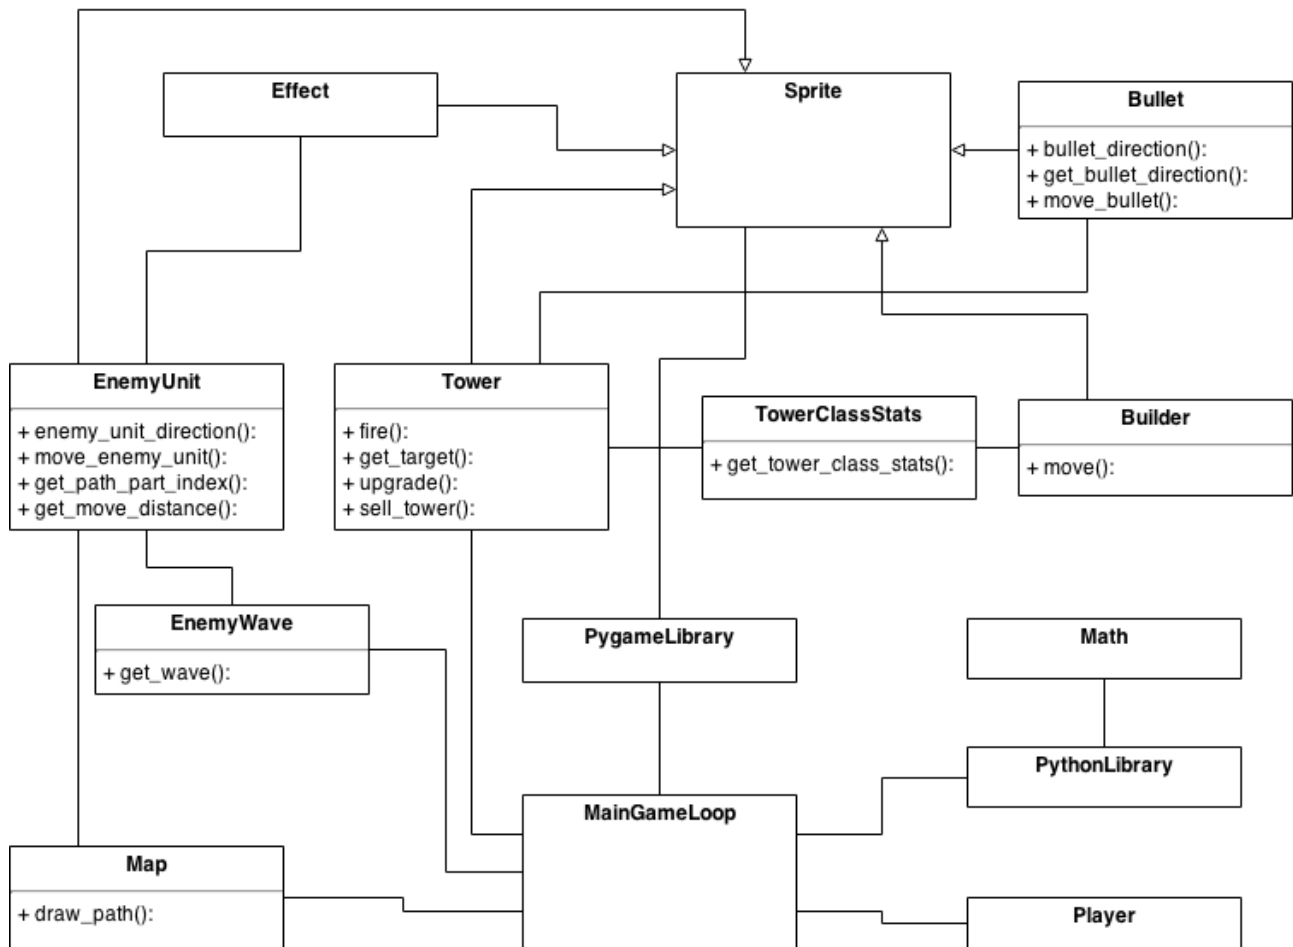 Effect
Sprite
Bullet
+ bullet_direction():
+ get_bullet_direction():
+ move_bullet():
EnemyUnit
+ enemy_unit_direction():
+ move_enemy_unit():
+ get_path_part_index():
+ get_move_distance():
Tower
+ fire():
+ get_target():
+ upgrade():
+ sell_tower():
TowerClassStats
+ get_tower_class_stats():
Builder
+ move():
EnemyWave
+ get_wave():
PygameLibrary
Math
PythonLibrary
MainGameLoop
Map
+ draw_path():
Player